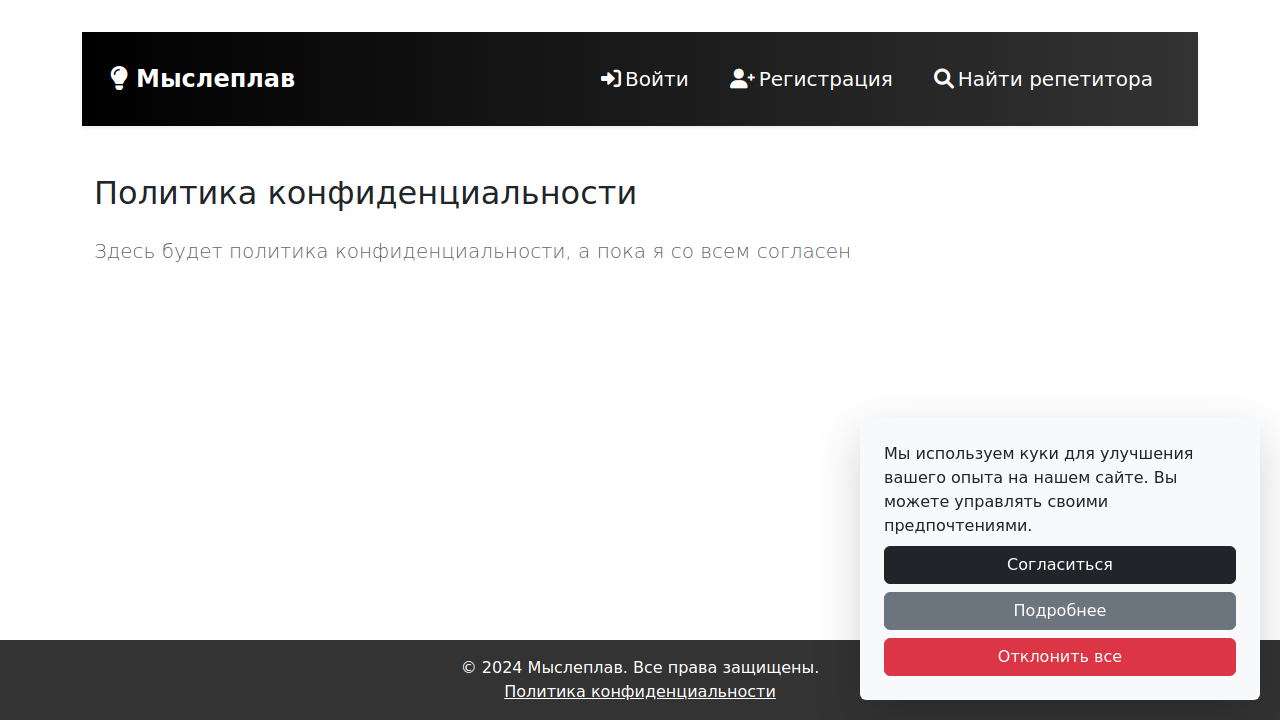 Мыслеплав
Войти
Регистрация
Найти репетитора
Политика конфиденциальности
Здесь будет политика конфиденциальности, а пока я со всем согласен
Мы используем куки для улучшения
вашего опыта на нашем сайте. Вы
можете управлять своими
предпочтениями.
Согласиться
Подробнее
Отклонить все
© 2024 Мыслеплав. Все права защищены.
Политика конфиденциальности